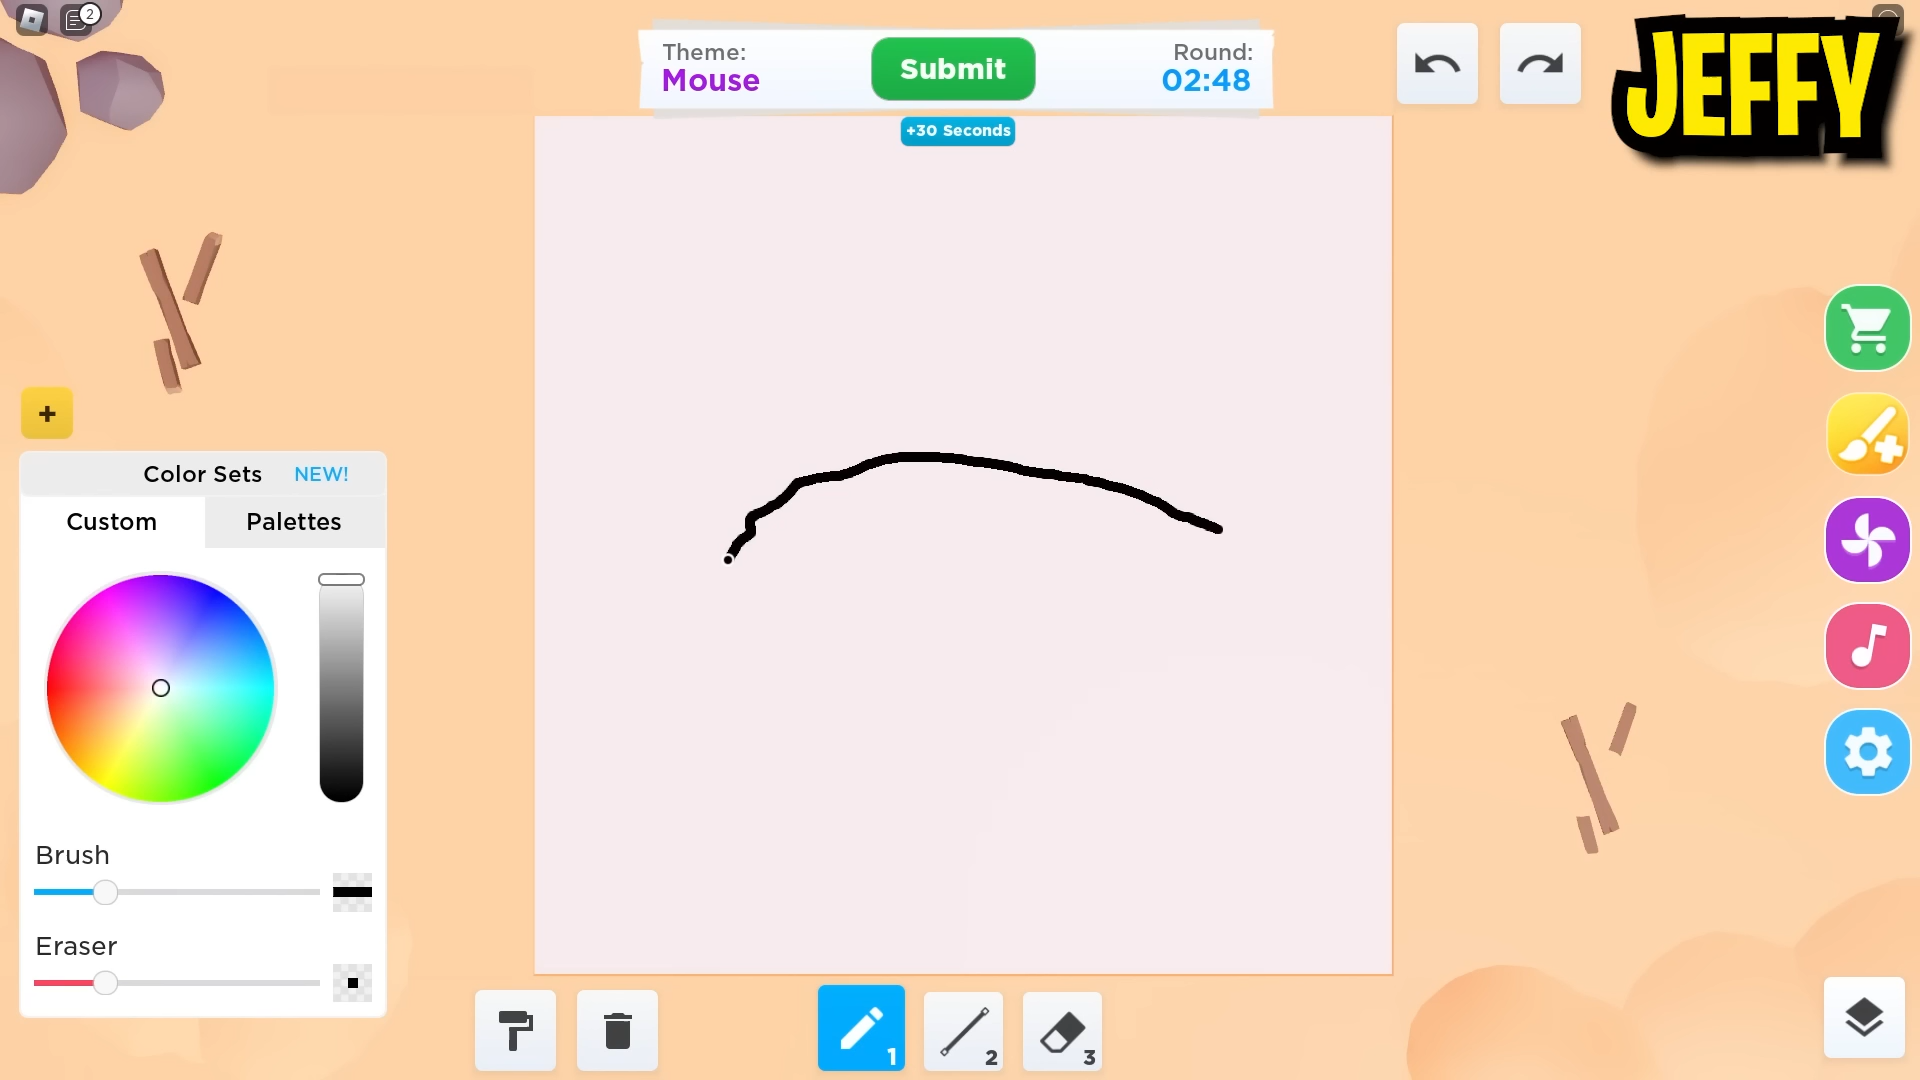 2
Theme:
Mouse
Submit
Round:
02:48
+30 Seconds
JEFFY
+
Color Sets NEW!
Custom Palettes
Brush
Eraser
1
2
3